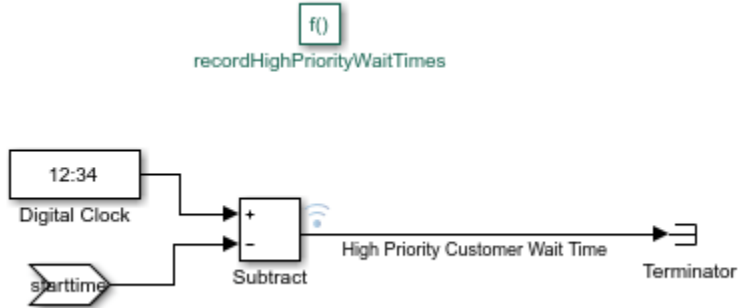 f()
recordHighPriorityWaitTimes
12:34
Digital Clock
+
−
Subtract
High Priority Customer Wait Time
starttime
Terminator